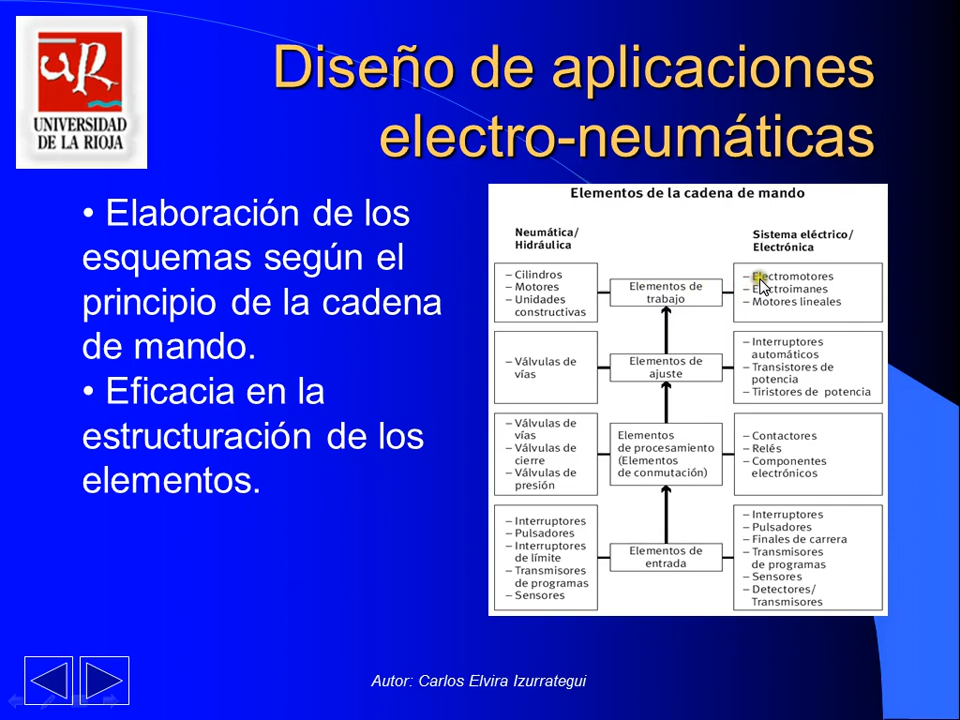 UNIVERSIDAD
DE LA RIOJA
Diseño de aplicaciones
electro-neumáticas
• Elaboración de los
esquemas según el
principio de la cadena
de mando.
• Eficacia en la
estructuración de los
elementos.
Elementos de la cadena de mando
Neumática/
Hidráulica
Sistema eléctrico/
Electrónica
– Cilindros
– Motores
– Unidades
constructivas
Elementos de
trabajo
– Electromotores
– Electroimanes
– Motores lineales
– Válvulas de
vías
Elementos de
ajuste
– Interruptores
automáticos
– Transistores de
potencia
– Tiristores de potencia
– Válvulas de
vías
– Válvulas de
cierre
– Válvulas de
presión
Elementos
de procesamiento
(Elementos
de conmutación)
– Contactores
– Relés
– Componentes
electrónicos
– Interruptores
– Pulsadores
– Interruptores
de límite
– Transmisores
de programas
– Sensores
Elementos de
entrada
– Interruptores
– Pulsadores
– Finales de carrera
– Transmisores
de programas
– Sensores
– Detectores/
Transmisores
Autor: Carlos Elvira Izurrategui